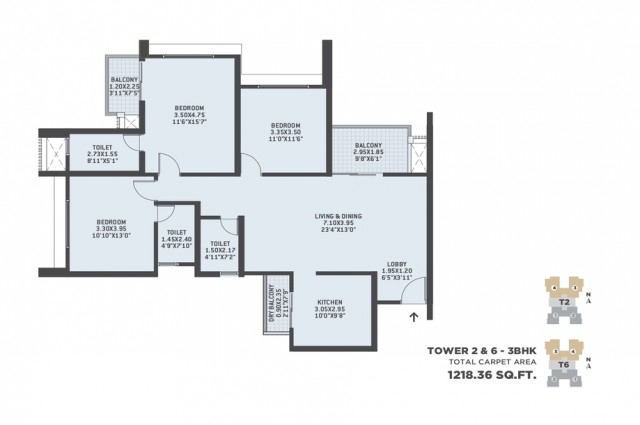 BALCONY
1.20X2.25
3'11"X7'5"
BEDROOM
3.50X4.75
11'6"X15'7"
BEDROOM
3.35X3.50
11'0"X11'6"
TOILET
2.73X1.55
8'11"X5'1"
BALCONY
2.95X1.85
9'8"X6'1"
BEDROOM
3.30X3.95
10'10"X13'0"
TOILET
1.45X2.40
4'9"X7'10"
TOILET
1.50X2.17
4'11"X7'2"
LIVING & DINING
7.10X3.95
23'4"X13'0"
LOBBY
1.95X1.20
6'5"X3'11"
DRY BALCONY
0.90X2.35
2'11"X7'9"
KITCHEN
3.05X2.95
10'0"X9'8"
T2
N
TOWER 2 & 6 - 3BHK
TOTAL CARPET AREA
1218.36 SQ.FT.
T6
N